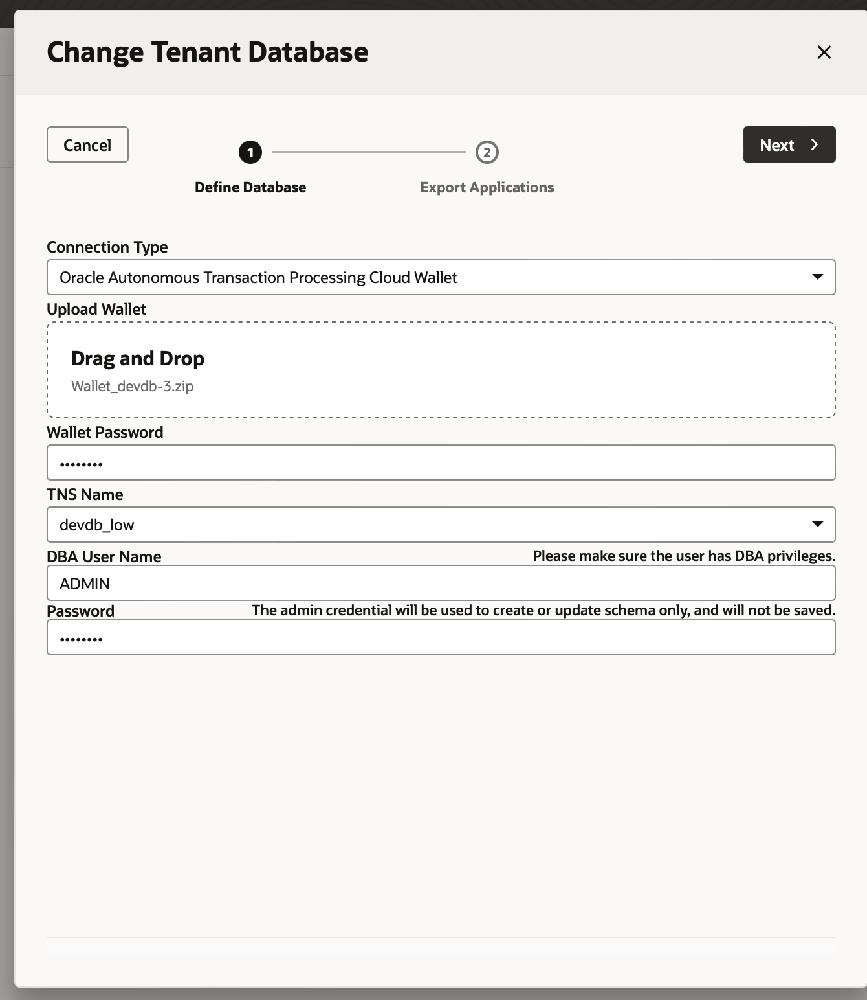 Change Tenant Database
Cancel
1
2
Next
Define Database
Export Applications
Connection Type
Oracle Autonomous Transaction Processing Cloud Wallet
Upload Wallet
Drag and Drop
Wallet_devdb-3.zip
Wallet Password
••••••••
TNS Name
devdb_low
DBA User Name
Please make sure the user has DBA privileges.
ADMIN
Password
The admin credential will be used to create or update schema only, and will not be saved.
••••••••